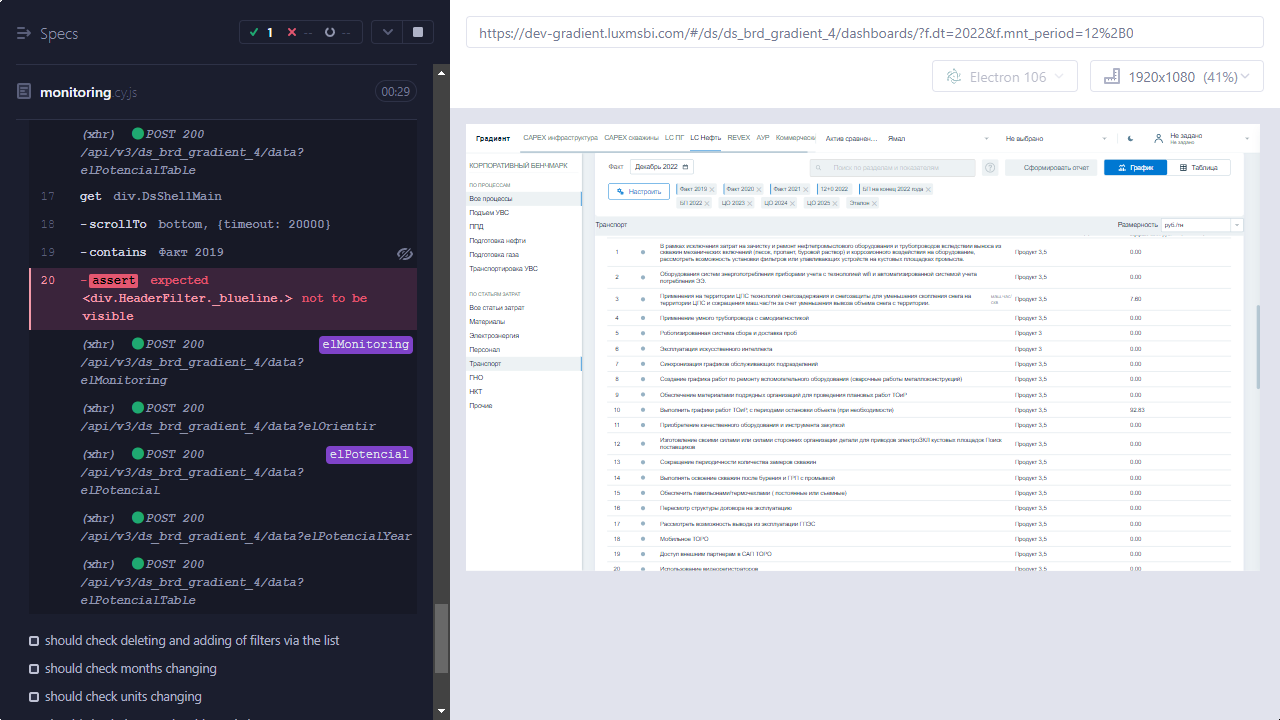 Specs
1
--
--
monitoring.cy.js
00:29
(xhr) POST 200
/api/v3/ds_brd_gradient_4/data?
elPotencialTable
17 get div.DsShellMain
18 -scrollTo bottom, {timeout: 20000}
19 -contains Факт 2019
20 -assert expected
<div.HeaderFilter._blueline.> not to be
visible
(xhr) POST 200 elMonitoring
/api/v3/ds_brd_gradient_4/data?
elMonitoring
(xhr) POST 200
/api/v3/ds_brd_gradient_4/data?elOrientir
(xhr) POST 200 elPotencial
/api/v3/ds_brd_gradient_4/data?
elPotencial
(xhr) POST 200
/api/v3/ds_brd_gradient_4/data?elPotencialYear
(xhr) POST 200
/api/v3/ds_brd_gradient_4/data?
elPotencialTable
should check deleting and adding of filters via the list
should check months changing
should check units changing
https://dev-gradient.luxmsbi.com/#/ds/ds_brd_gradient_4/dashboards/?f.dt=2022&f.mnt_period=12%2B0
Electron 106
1920x1080 (41%)
Градиент CAPEX инфраструктура CAPEX скважины LC ПГ LC Нефть REVEX АУР Коммерческ Актив сравнен... Ямал Не выбрано Не задано
Не задано
КОРПОРАТИВНЫЙ БЕНЧМАРК
ПО ПРОЦЕССАМ
Все процессы
Подъем УВС
ППД
Подготовка нефти
Подготовка газа
Транспортировка УВС
ПО СТАТЬЯМ ЗАТРАТ
Все статьи затрат
Материалы
Электроэнергия
Персонал
Транспорт
ГНО
НКТ
Прочие
Факт Декабрь 2022 Поиск по разделам и показателям ? Сформировать отчет График Таблица
Настроить Факт 2019 Факт 2020 Факт 2021 12+0 2022 БП на конец 2022 года
БП 2022 ЦО 2023 ЦО 2024 ЦО 2025 Эталон
Транспорт Размерность руб./тн
1 В рамках исключения затрат на зачистку и ремонт нефтепромыслового оборудования и трубопроводов вследствии выноса из
скважин механических включений (песок, пропант, буровой раствор) и коррозионного воздействия на оборудование,
рассмотреть возможность установки фильтров или улавливающих устройств на кустовых площадках промысла. Продукт 3,5 0.00
2 Оборудования систем энергопотребления приборами учета с технологией wifi и автоматизированной системой учета
потребления ЭЭ. Продукт 3,5 0.00
3 Применения на территории ЦПС технологий снегозадержания и снегозащиты для уменьшения скопления снега на
территории ЦПС и сокращения маш.час/тн за счет уменьшения вывоза объема снега с территории. Продукт 3,5 7.60
4 Применение умного трубопровода с самодиагностикой Продукт 3,5 0.00
5 Роботизированная система сбора и доставка проб Продукт 3 0.00
6 Эксплуатация искусственного интеллекта Продукт 3 0.00
7 Синхронизация графиков обслуживающих подразделений Продукт 3,5 0.00
8 Создание графика работ по ремонту вспомогательного оборудования (сварочные работы металлоконструкций) Продукт 3,5 0.00
9 Обеспечение материалами подрядных организаций для проведения плановых работ ТОиР Продукт 3,5 0.00
10 Выполнить графики работ ТОиР, с периодами остановки объекта (при необходимости) Продукт 3,5 92.83
11 Приобретение качественного оборудования и инструмента закупкой Продукт 3,5 0.00
12 Изготовление своими силами или силами сторонних организации детали для приводов электроЗКЛ кустовых площадок Поиск
поставщиков Продукт 3,5 0.00
13 Сокращение периодичности количества замеров скважин Продукт 3,5 0.00
14 Выполнять освоение скважин после бурения и ГРП с промывкой Продукт 3,5 0.00
15 Обеспечить павильонами/термочехлами ( постоянные или съемные) Продукт 3,5 0.00
16 Пересмотр структуры договора на эксплуатацию Продукт 3,5 0.00
17 Рассмотреть возможность вывода из эксплуатации ГПЭС Продукт 3,5 0.00
18 Мобильное ТОРО Продукт 3,5 0.00
19 Доступ внешним партнерам в САП ТОРО Продукт 3,5 0.00
20 Использование видеорегистраторов Продукт 3,5 0.00